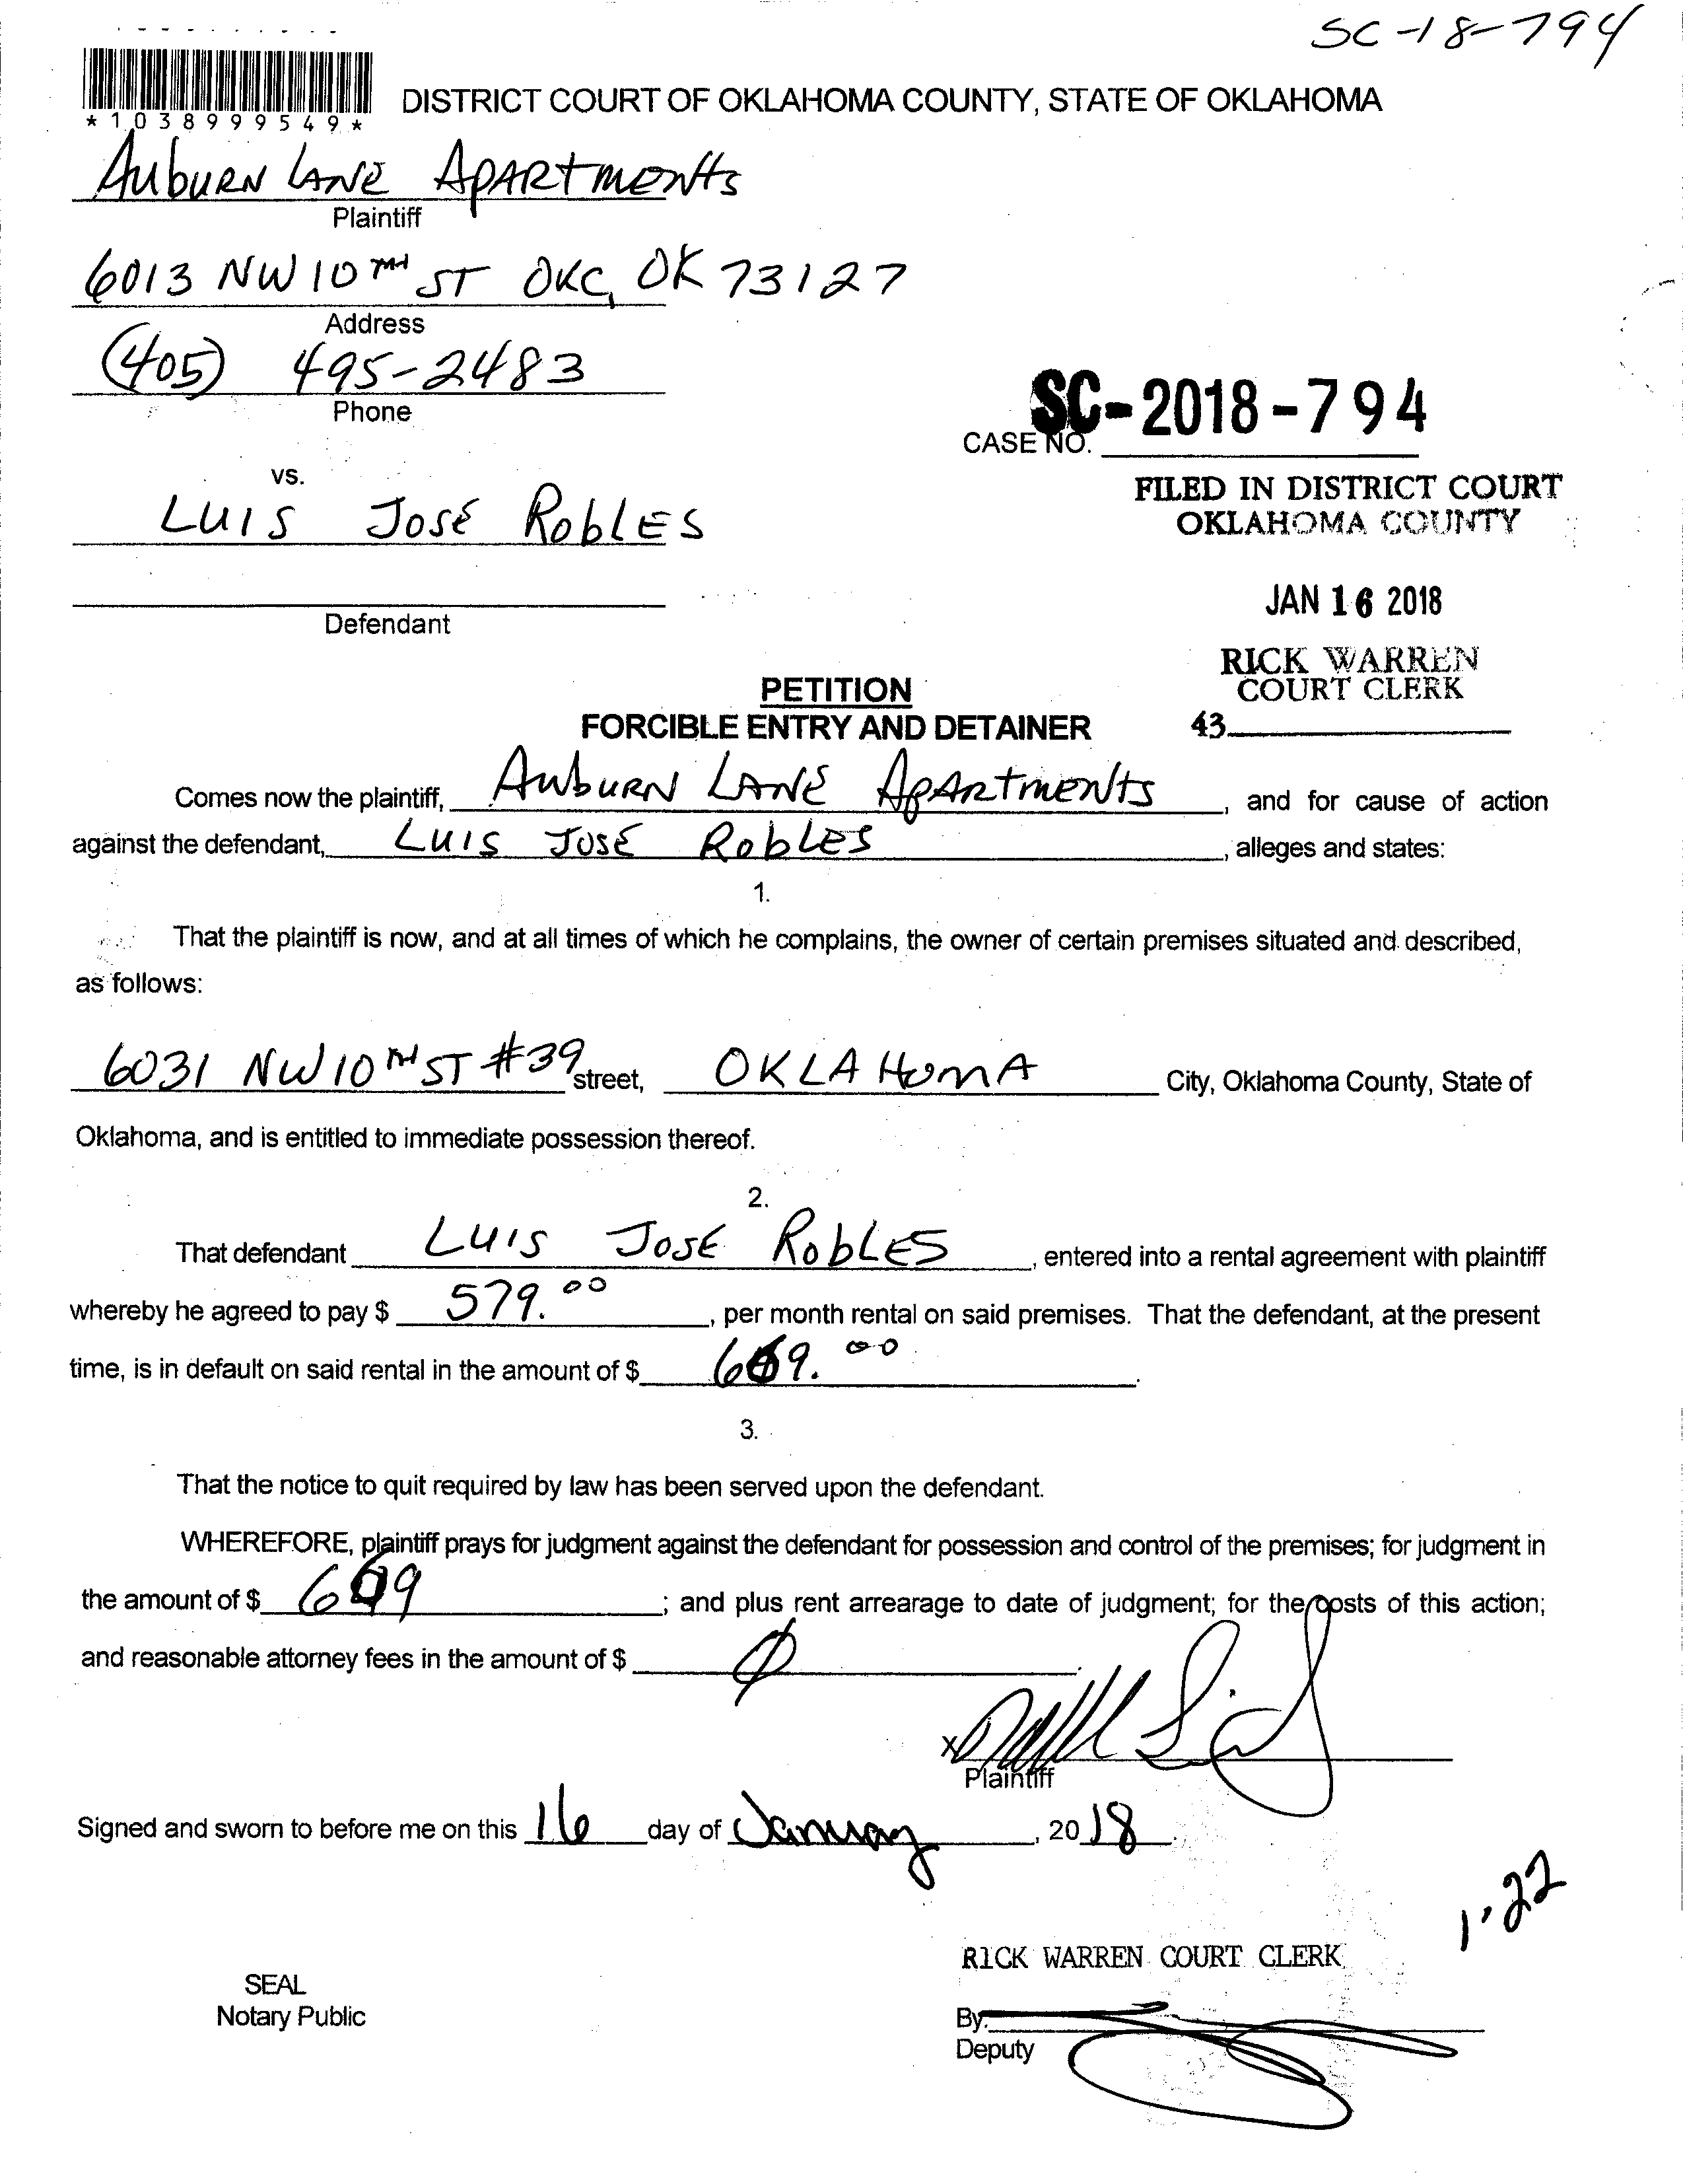 SC-18-794
*1038999549*
DISTRICT COURT OF OKLAHOMA COUNTY, STATE OF OKLAHOMA
AubURN LANE APARtmENts
Plaintiff
6013 NW 10TH ST OKC, OK 73127
Address
(405) 495-2483
Phone
SC-2018-794
CASE NO.
vs.
FILED IN DISTRICT COURT
OKLAHOMA COUNTY
LUIS JOSE RobLES
JAN 16 2018
Defendant
RICK WARREN
COURT CLERK
PETITION
FORCIBLE ENTRY AND DETAINER
43
Comes now the plaintiff, AubURN LANE APARtmENts, and for cause of action
against the defendant, LUIS JOSE RobLES, alleges and states:
1.
That the plaintiff is now, and at all times of which he complains, the owner of certain premises situated and described,
as follows:
6031 NW 10TH ST #39 street, OKLAHOMA City, Oklahoma County, State of
Oklahoma, and is entitled to immediate possession thereof.
2.
That defendant LUIS JOSE RobLES, entered into a rental agreement with plaintiff
whereby he agreed to pay $ 579.00, per month rental on said premises. That the defendant, at the present
time, is in default on said rental in the amount of $
3.
That the notice to quit required by law has been served upon the defendant.
WHEREFORE, plaintiff prays for judgment against the defendant for possession and control of the premises; for judgment in
the amount of $ ; and plus rent arrearage to date of judgment; for the costs of this action;
and reasonable attorney fees in the amount of $ Ø
X
Plaintiff
Signed and sworn to before me on this 16 day of January, 2018.
1-22
RICK WARREN COURT CLERK
SEAL
Notary Public
By:
Deputy